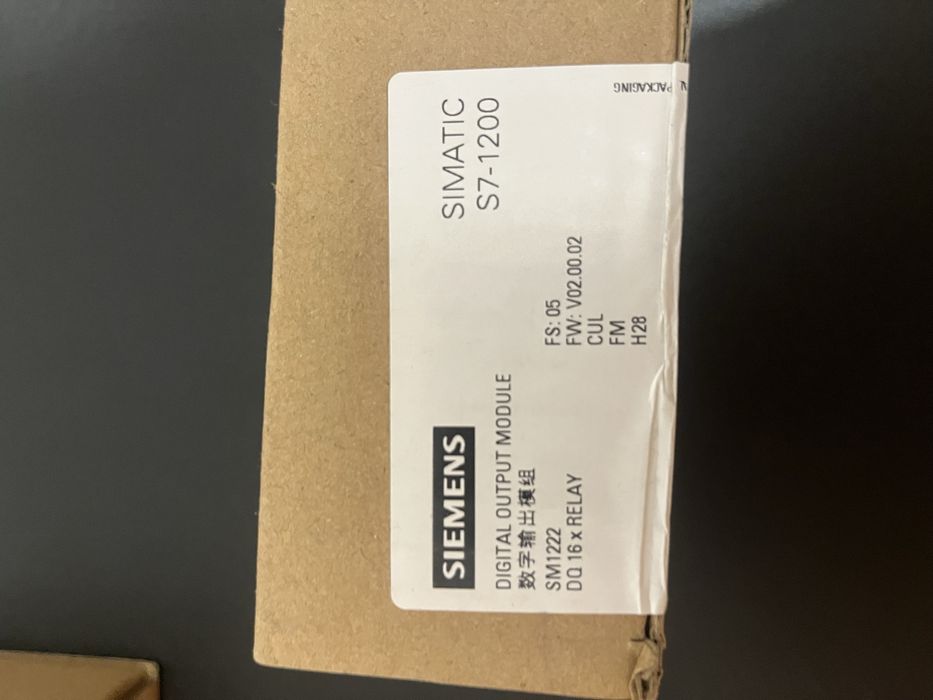 SIEMENS
SIMATIC
S7-1200
DIGITAL OUTPUT MODULE
数字输出模组
SM1222
DQ 16 x RELAY
FS: 05
FW: V02.00.02
CUL
FM
H28
PACKAGING